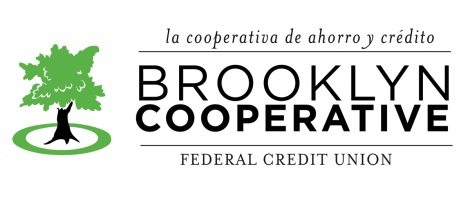 la cooperativa de ahorro y crédito
BROOKLYN
COOPERATIVE
FEDERAL CREDIT UNION